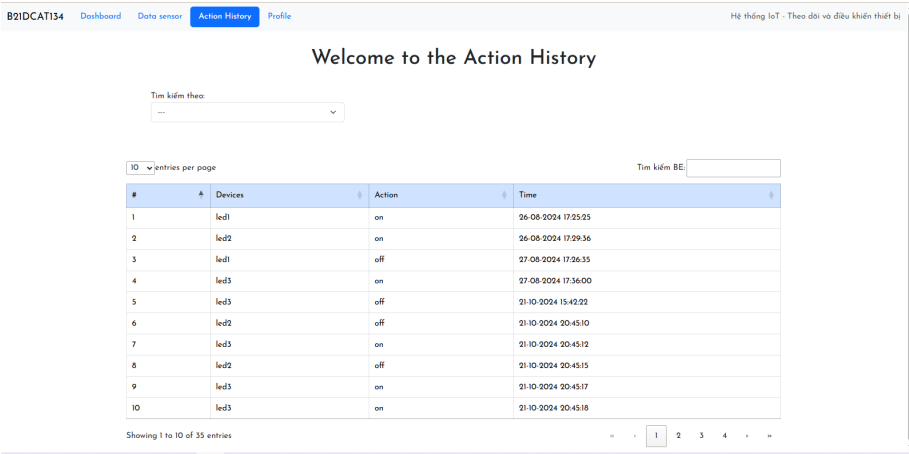 B21DCAT134 Dashboard Data sensor Action History Profile Hệ thống IoT - Theo dõi và điều khiển thiết bị
Welcome to the Action History
Tìm kiếm theo:
---
10 entries per page Tìm kiếm BE:
# Devices Action Time
1 led1 on 26-08-2024 17:25:25
2 led2 on 26-08-2024 17:29:36
3 led1 off 27-08-2024 17:26:35
4 led3 on 27-08-2024 17:36:00
5 led3 off 21-10-2024 15:42:22
6 led2 off 21-10-2024 20:45:10
7 led3 on 21-10-2024 20:45:12
8 led2 off 21-10-2024 20:45:15
9 led3 on 21-10-2024 20:45:17
10 led3 on 21-10-2024 20:45:18
Showing 1 to 10 of 35 entries « ‹ 1 2 3 4 › »